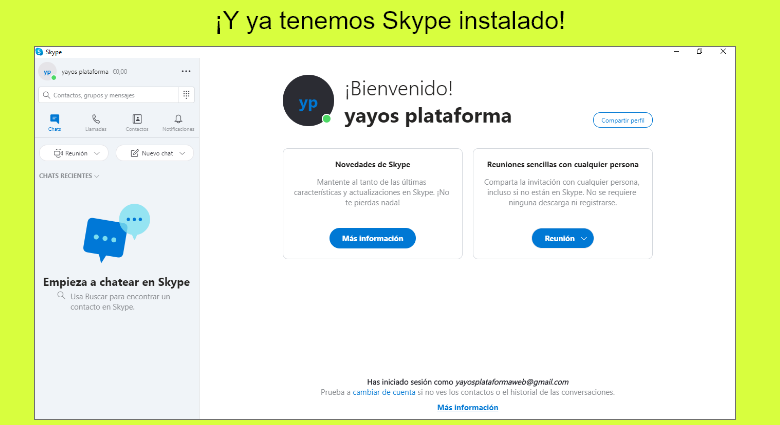 ¡Y ya tenemos Skype instalado!
Skype
yp
yayos plataforma €0,00
Contactos, grupos y mensajes
Chats Llamadas Contactos Notificaciones
Reunión Nuevo chat
CHATS RECIENTES
Empieza a chatear en Skype
Usa Buscar para encontrar un
contacto en Skype.
yp
¡Bienvenido!
yayos plataforma
Compartir perfil
Novedades de Skype
Mantente al tanto de las últimas
características y actualizaciones en Skype. ¡No
te pierdas nada!
Más información
Reuniones sencillas con cualquier persona
Comparta la invitación con cualquier persona,
incluso si no están en Skype. No se requiere
ninguna descarga ni registrarse.
Reunión
Has iniciado sesión como yayosplataformaweb@gmail.com
Prueba a cambiar de cuenta si no ves los contactos o el historial de las conversaciones.
Más información